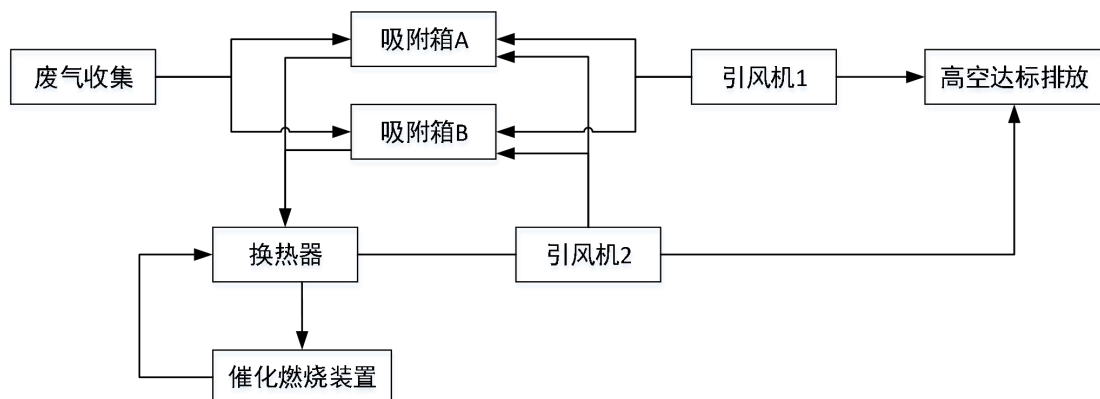 吸附箱A
废气收集
引风机1
高空达标排放
吸附箱B
换热器
引风机2
催化燃烧装置